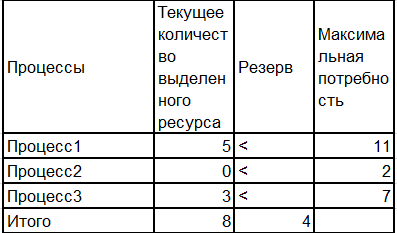 Процессы
Текущее
количест
во
выделен
ного
ресурса
Резерв
Максима
льная
потребно
сть
Процесс1 5 < 11
Процесс2 0 < 2
Процесс3 3 < 7
Итого 8 4